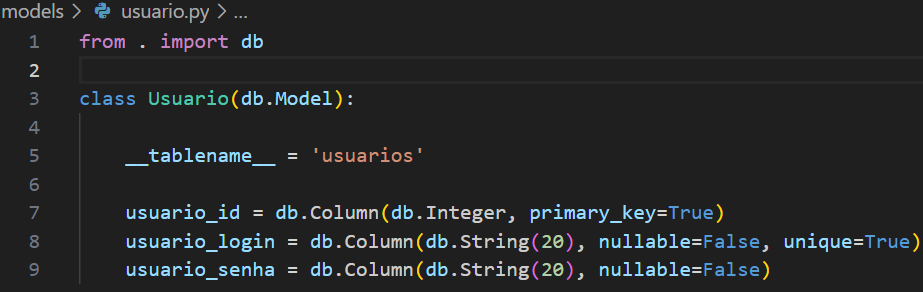 models > usuario.py > ...
1 from . import db
2
3 class Usuario(db.Model):
4
5     __tablename__ = 'usuarios'
6
7     usuario_id = db.Column(db.Integer, primary_key=True)
8     usuario_login = db.Column(db.String(20), nullable=False, unique=True)
9     usuario_senha = db.Column(db.String(20), nullable=False)